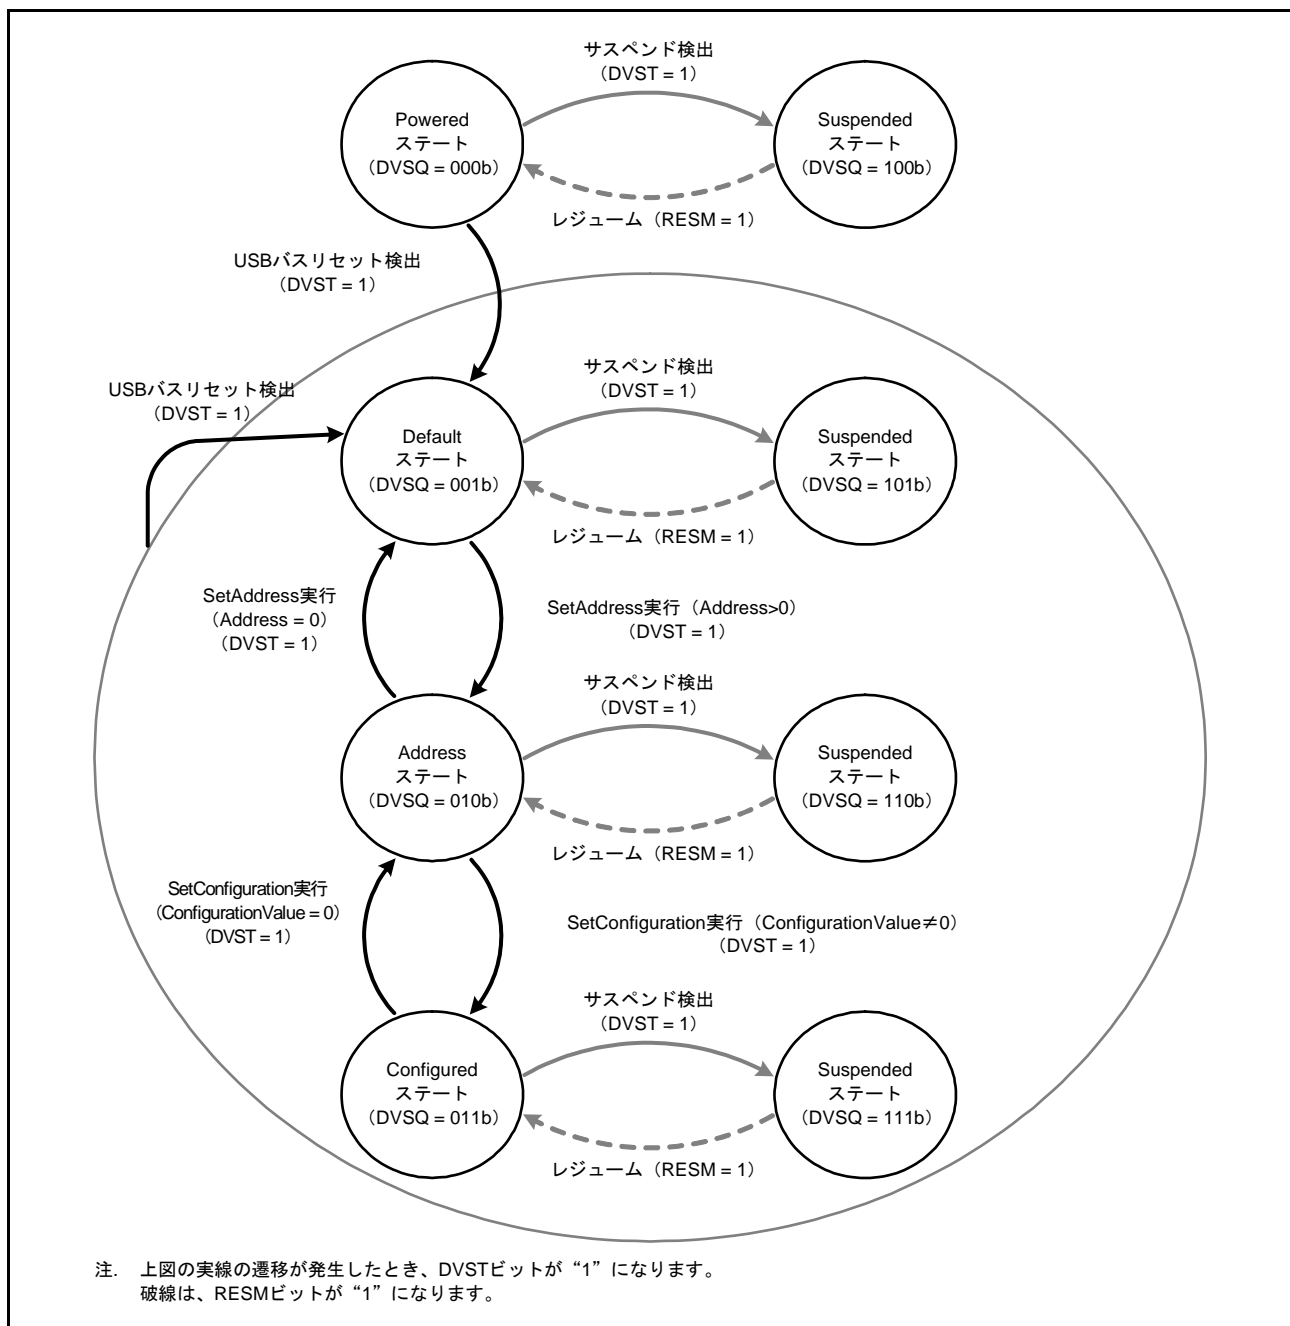 サスペンド検出
（DVST = 1）
Powered
ステート
（DVSQ = 000b）
Suspended
ステート
（DVSQ = 100b）
レジューム（RESM = 1）
USBバスリセット検出
（DVST = 1）
USBバスリセット検出
（DVST = 1）
サスペンド検出
（DVST = 1）
Default
ステート
（DVSQ = 001b）
Suspended
ステート
（DVSQ = 101b）
レジューム（RESM = 1）
SetAddress実行
（Address = 0）
（DVST = 1）
SetAddress実行（Address>0）
（DVST = 1）
サスペンド検出
（DVST = 1）
Address
ステート
（DVSQ = 010b）
Suspended
ステート
（DVSQ = 110b）
レジューム（RESM = 1）
SetConfiguration実行
（ConfigurationValue = 0）
（DVST = 1）
SetConfiguration実行（ConfigurationValue≠0）
（DVST = 1）
サスペンド検出
（DVST = 1）
Configured
ステート
（DVSQ = 011b）
Suspended
ステート
（DVSQ = 111b）
レジューム（RESM = 1）
注. 上図の実線の遷移が発生したとき、DVSTビットが“1”になります。
破線は、RESMビットが“1”になります。